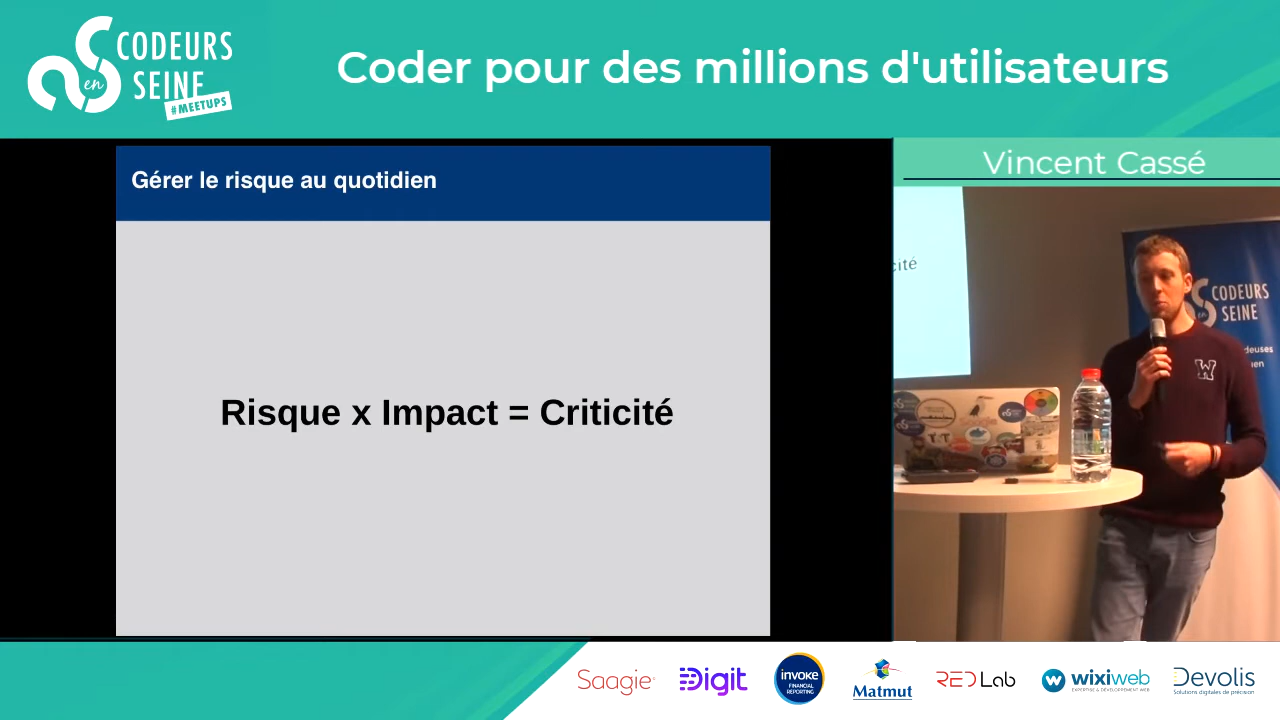 CODEURS
en
SEINE
#MEETUPS
Coder pour des millions d'utilisateurs
Vincent Cassé
Gérer le risque au quotidien
Risque x Impact = Criticité
cité
CODEURS
en
SEINE
deuses
W
Saagie
Digit
invoke
FINANCIAL
REPORTING
Matmut
RED Lab
W wixiweb
EXPERTISE & DÉVELOPPEMENT WEB
Devolis
Solutions digitales de précision